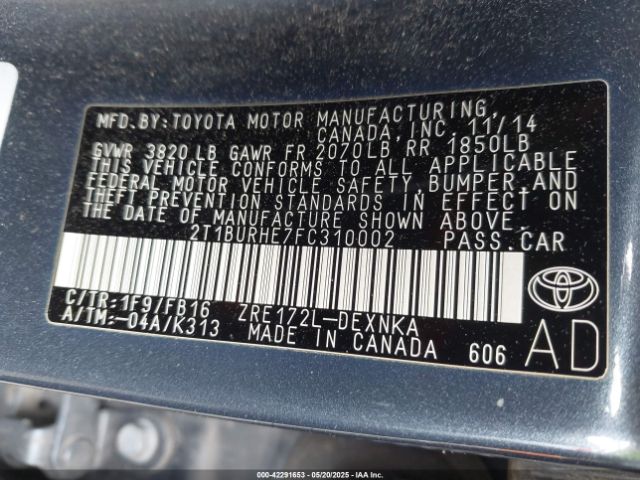 MFD.BY:TOYOTA MOTOR MANUFACTURING,
CANADA,INC. 11/14
GVWR 3820 LB GAWR FR 2070LB,RR 1850LB
THIS VEHICLE CONFORMS TO ALL APPLICABLE
FEDERAL MOTOR VEHICLE SAFETY,BUMPER,AND
THEFT PREVENTION STANDARDS IN EFFECT ON
THE DATE OF MANUFACTURE SHOWN ABOVE.
2T1BURHE7FC310002 PASS.CAR
C/TR:1F9/FB16 ZRE172L-DEXNKA
A/TM:-04A/K313 MADE IN CANADA 606
TOYOTA
AD
000-42291653 - 05/20/2025 - IAAI.COM